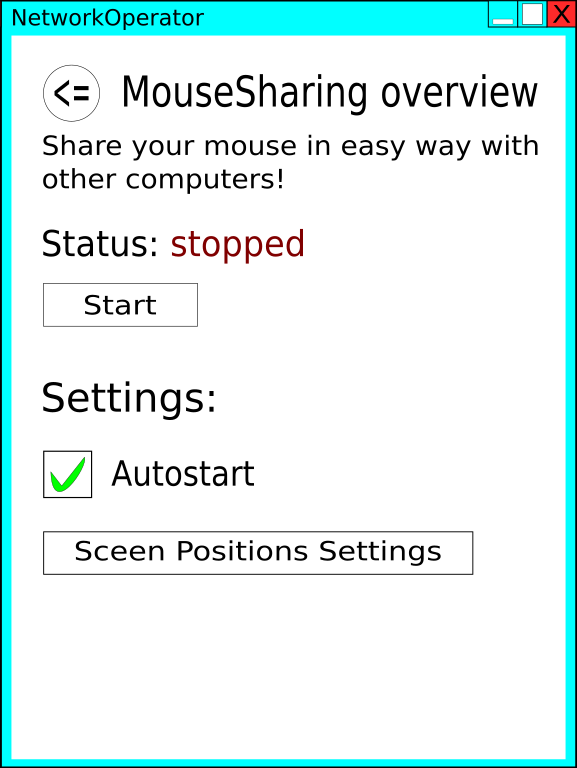 NetworkOperator
X
<= MouseSharing overview
Share your mouse in easy way with
other computers!
Status: stopped
Start
Settings:
Autostart
Sceen Positions Settings